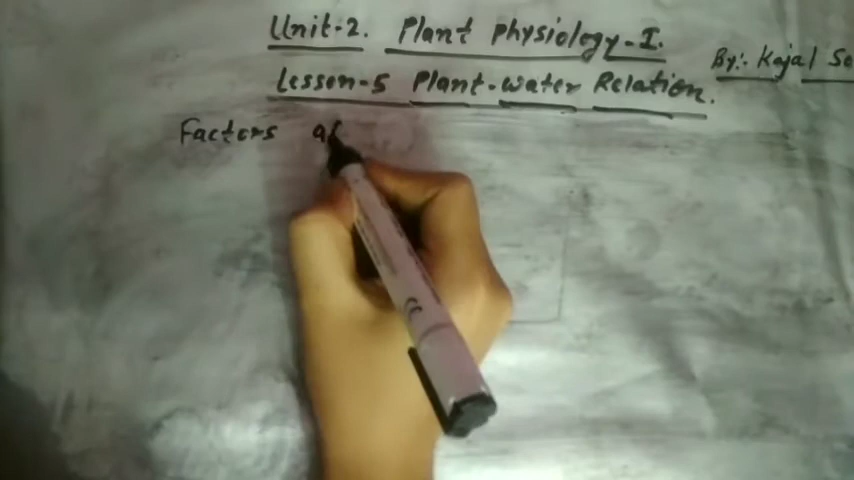 Unit-2. Plant Physiology-I.
By:- Kajal
Lesson-5 Plant-water Relation.
Factors